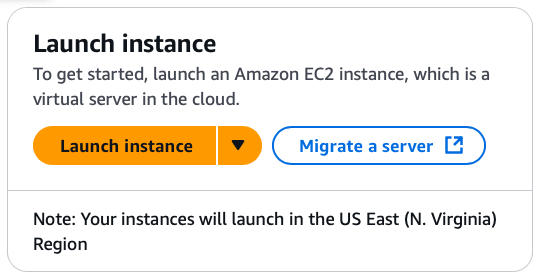 Launch instance
To get started, launch an Amazon EC2 instance, which is a
virtual server in the cloud.
Launch instance
Migrate a server
Note: Your instances will launch in the US East (N. Virginia)
Region